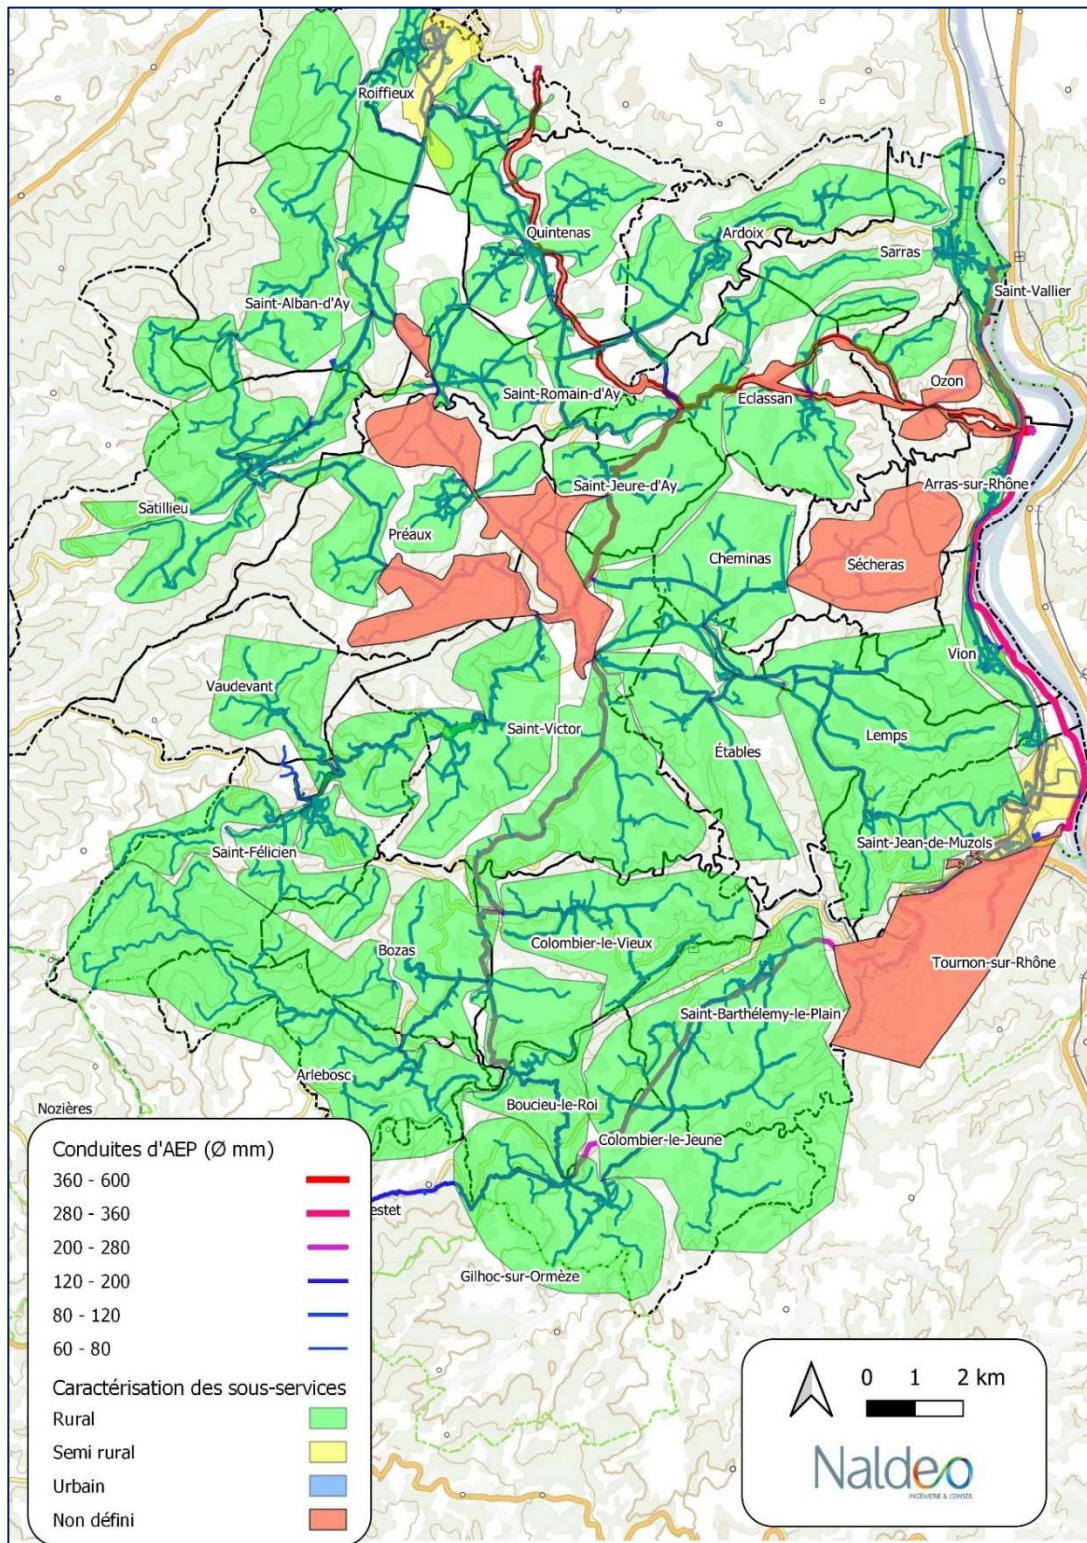 Roiffieux
Quintenas
Ardoix
Sarras
Saint-Vallier
Saint-Alban-d'Ay
Ozon
Saint-Romain-d'Ay
Eclassan
Saint-Jeure-d'Ay
Arras-sur-Rhône
Satillieu
Préaux
Cheminas
Sécheras
Vion
Vaudevant
Saint-Victor
Lemps
Étables
Saint-Félicien
Saint-Jean-de-Muzols
Bozas
Colombier-le-Vieux
Tournon-sur-Rhône
Saint-Barthélemy-le-Plain
Arlebosc
Nozières
Boucieu-le-Roi
Colombier-le-Jeune
estet
Gilhoc-sur-Ormèze
Conduites d'AEP (Ø mm)
360 - 600
280 - 360
200 - 280
120 - 200
80 - 120
60 - 80
Caractérisation des sous-services
Rural
Semi rural
Urbain
Non défini
0 1 2 km
Naldeo
INGÉNIERIE & CONSEIL